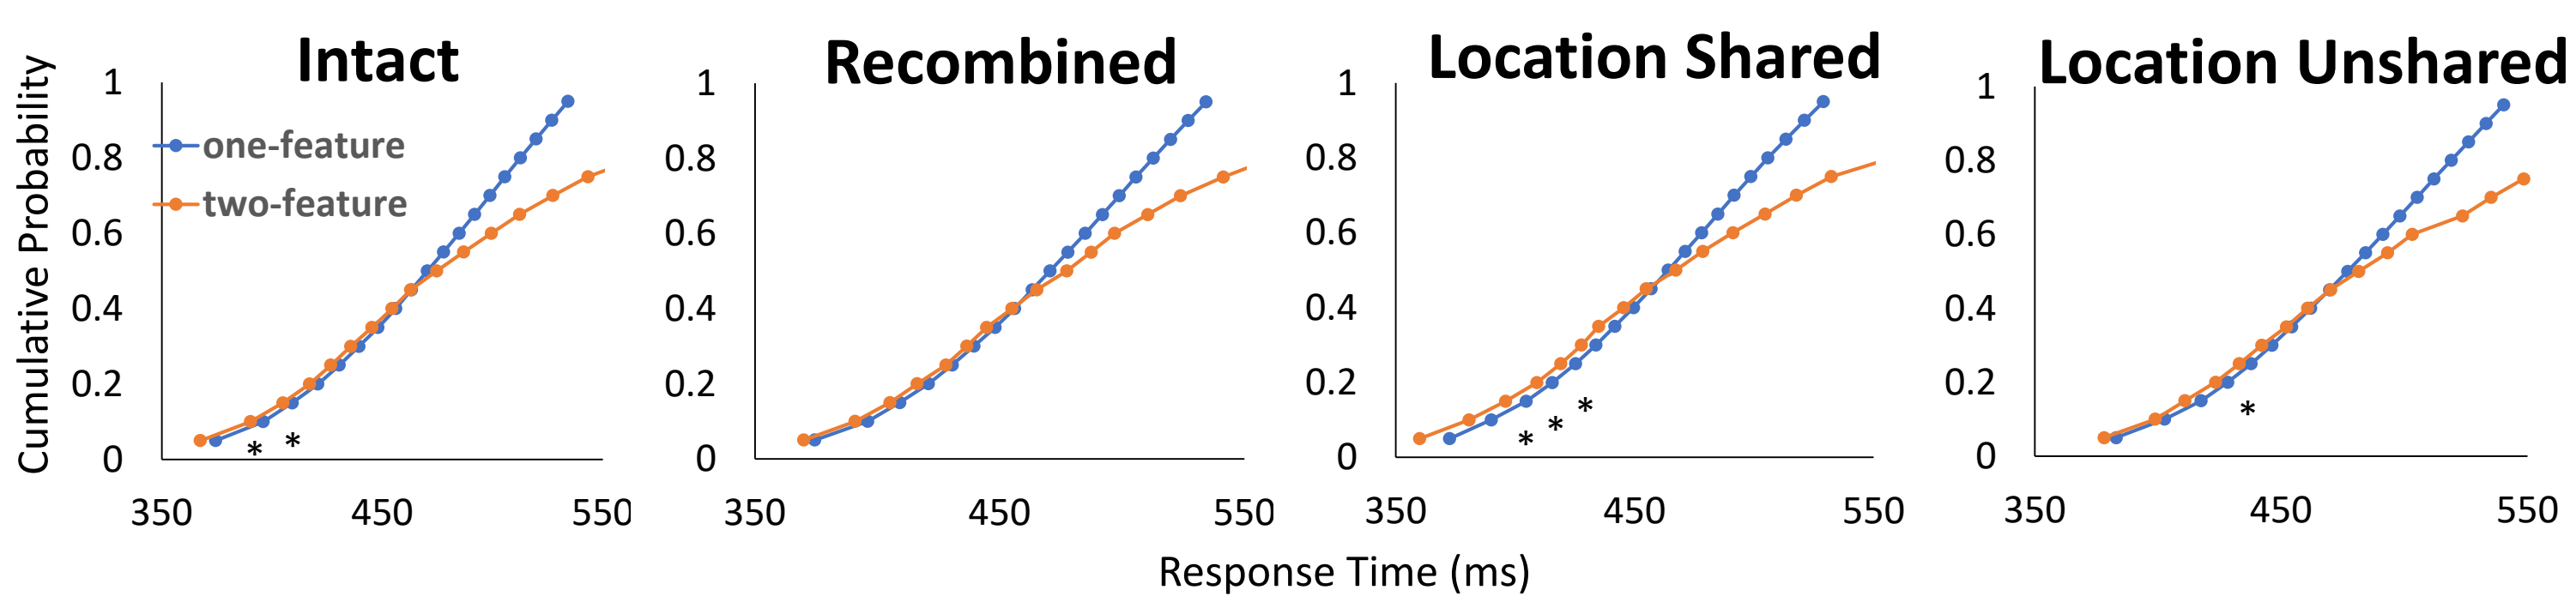 Intact
Cumulative Probability
1
0.8
0.6
0.4
0.2
0
one-feature
two-feature
* *
350 450 550
Recombined
1
0.8
0.6
0.4
0.2
0
350 450 550
Location Shared
1
0.8
0.6
0.4
0.2
0
* * *
350 450 550
Location Unshared
1
0.8
0.6
0.4
0.2
0
*
350 450 550
Response Time (ms)